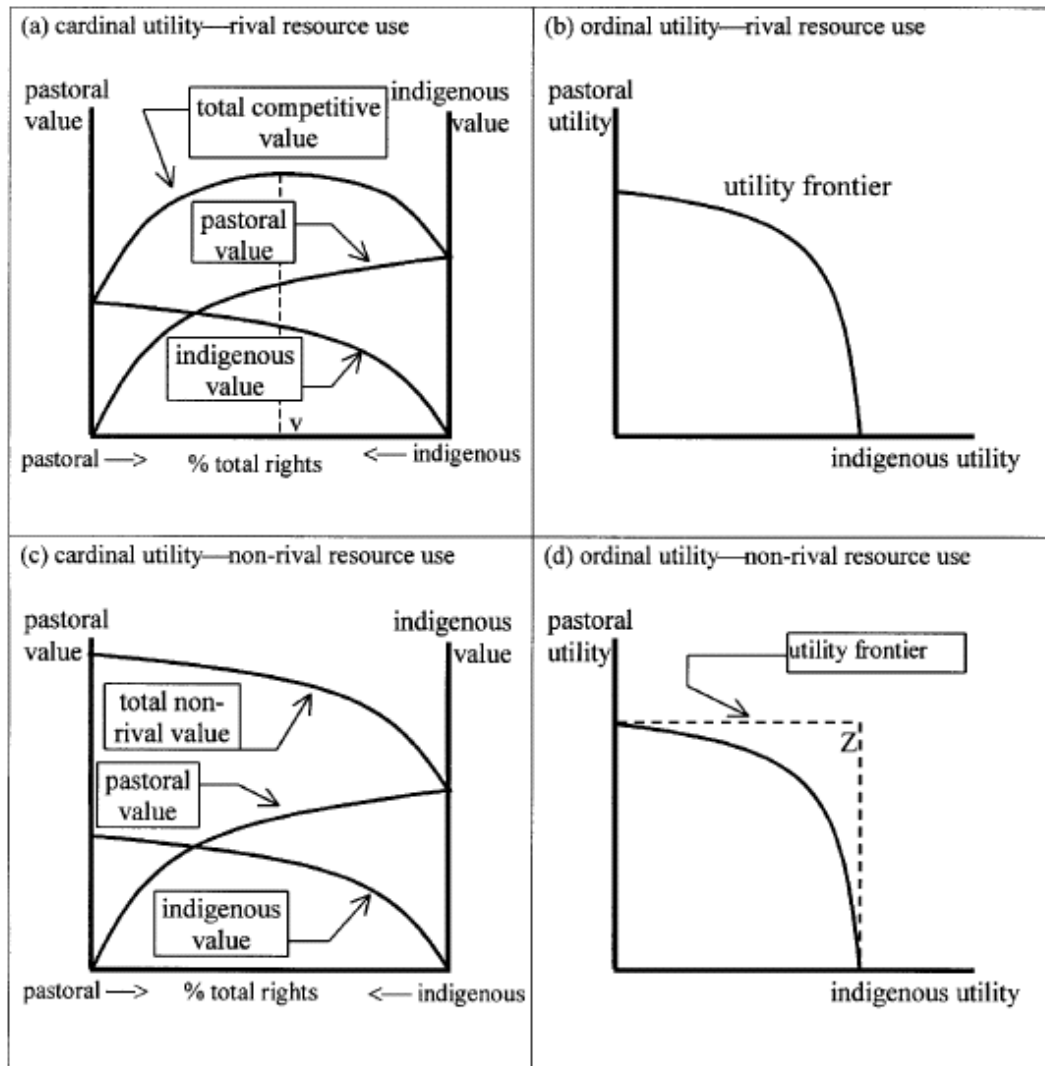 (a) cardinal utility—rival resource use
pastoral
value
total competitive
value
indigenous
value
pastoral
value
indigenous
value
v
pastoral —> % total rights <— indigenous
(b) ordinal utility—rival resource use
pastoral
utility
utility frontier
indigenous utility
(c) cardinal utility—non-rival resource use
pastoral
value
indigenous
value
total non-
rival value
pastoral
value
indigenous
value
pastoral —> % total rights <— indigenous
(d) ordinal utility—non-rival resource use
pastoral
utility
utility frontier
Z
indigenous utility